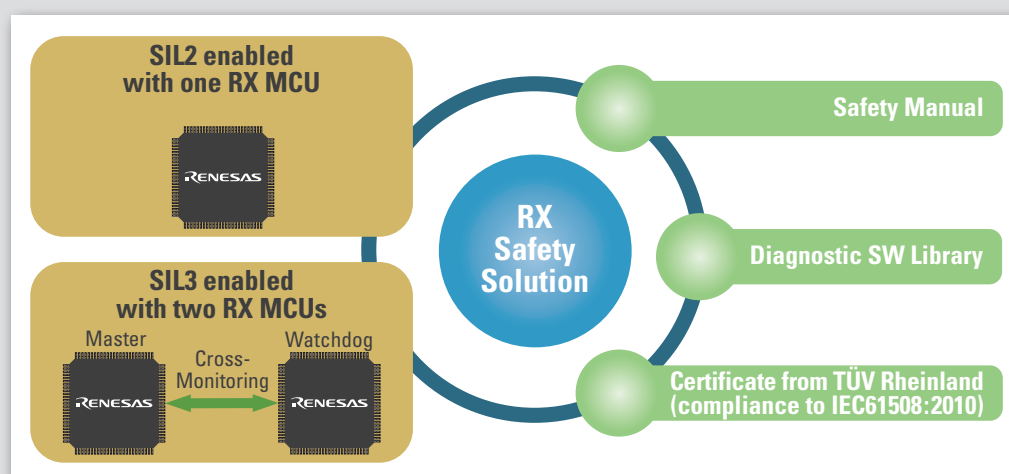 SIL2 enabled
with one RX MCU
RENESAS
SIL3 enabled
with two RX MCUs
Master
Watchdog
Cross-
Monitoring
RENESAS
RENESAS
RX
Safety
Solution
Safety Manual
Diagnostic SW Library
Certificate from TÜV Rheinland
(compliance to IEC61508:2010)